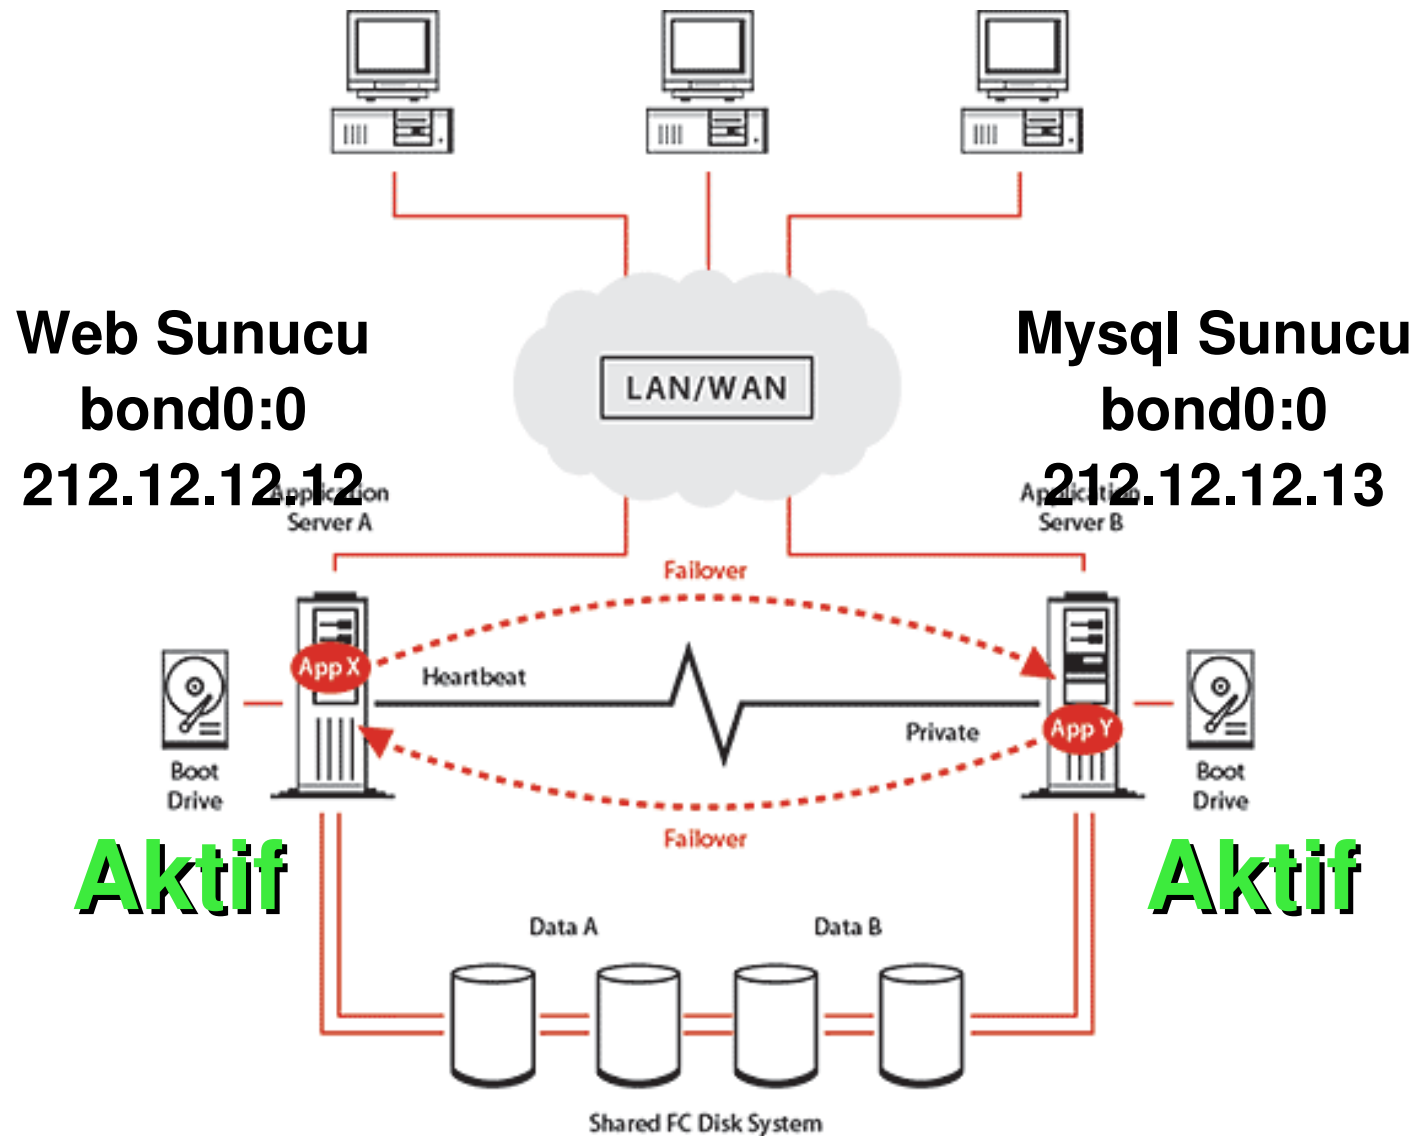 LAN/WAN
Web Sunucu
bond0:0
212.12.12.12
Mysql Sunucu
bond0:0
212.12.12.13
Application
Server A
Application
Server B
Failover
App X
Heartbeat
Private
App Y
Boot
Drive
Boot
Drive
Failover
Aktif
Aktif
Data A
Data B
Shared FC Disk System